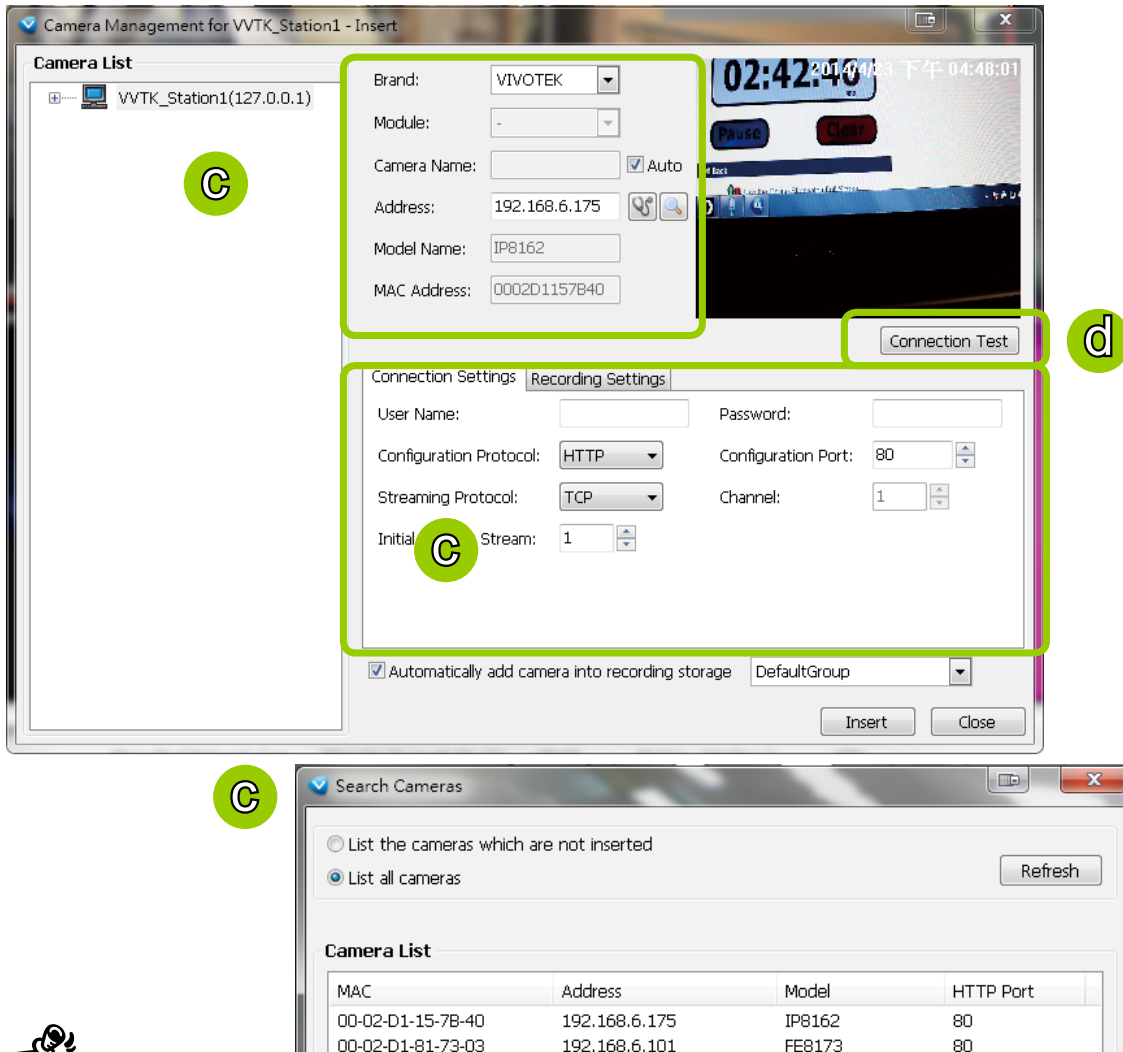 Camera Management for VVTK_Station1 - Insert
Camera List
VVTK_Station1(127.0.0.1)
C
Brand: VIVOTEK
Module: -
Camera Name: Auto
Address: 192.168.6.175
Model Name: IP8162
MAC Address: 0002D1157B40
2014/4/23 下午 04:48:01
02:42:46
Pause Clear
Connection Test
d
Connection Settings Recording Settings
User Name: Password:
Configuration Protocol: HTTP Configuration Port: 80
Streaming Protocol: TCP Channel: 1
Initial Stream: 1
C
Automatically add camera into recording storage DefaultGroup
Insert Close
C
Search Cameras
List the cameras which are not inserted
List all cameras
Refresh
Camera List
MAC Address Model HTTP Port
00-02-D1-15-7B-40 192.168.6.175 IP8162 80
00-02-D1-81-73-03 192.168.6.101 FE8173 80